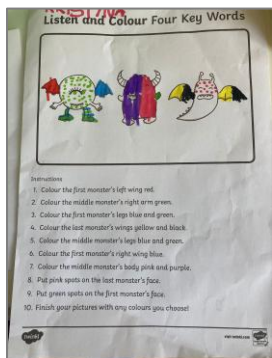 KRISTINA
Listen and Colour Four Key Words
Instructions
1. Colour the first monster's left wing red.
2. Colour the middle monster's right arm green.
3. Colour the first monster's legs blue and green.
4. Colour the last monster's wings yellow and black.
5. Colour the middle monster's legs blue and green.
6. Colour the first monster's right wing blue.
7. Colour the middle monster's body pink and purple.
8. Put pink spots on the last monster's face.
9. Put green spots on the first monster's face.
10. Finish your pictures with any colours you choose!
twinkl